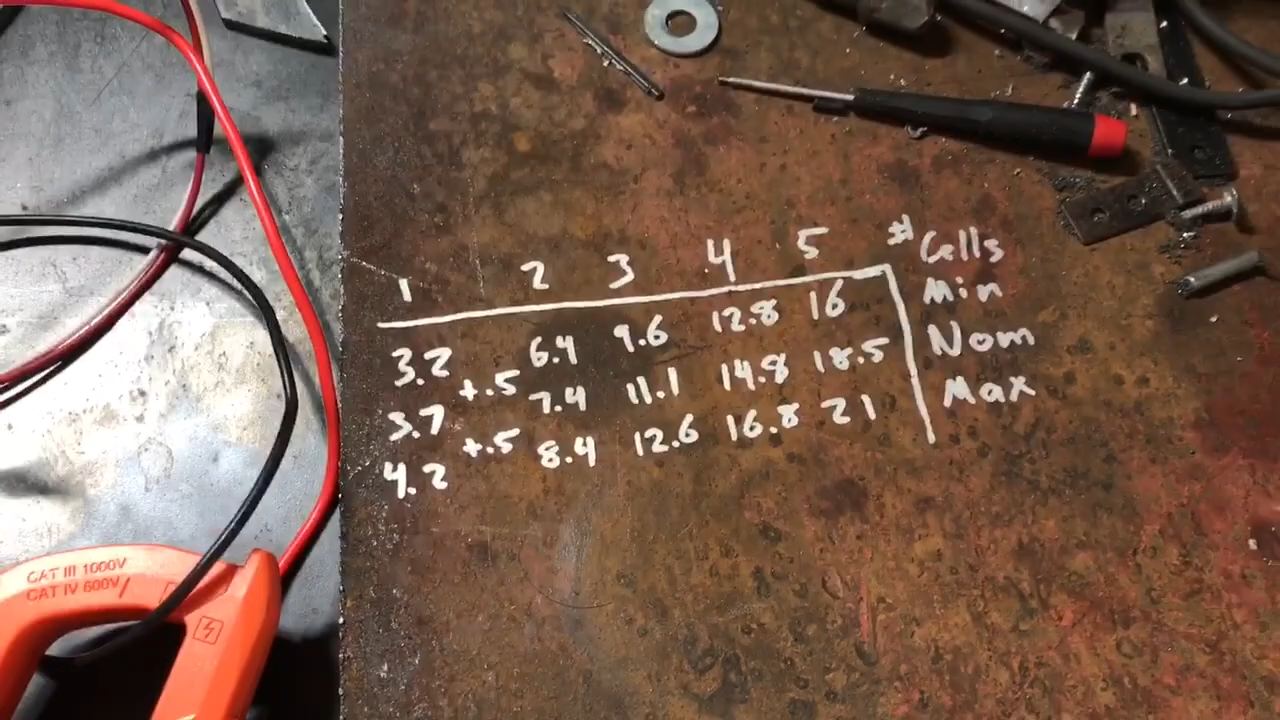 1 2 3 4 5 # Cells
3.2 6.4 9.6 12.8 16 Min
+.5
3.7 7.4 11.1 14.8 18.5 Nom
+.5
4.2 8.4 12.6 16.8 21 Max
CAT III 1000V
CAT IV 600V